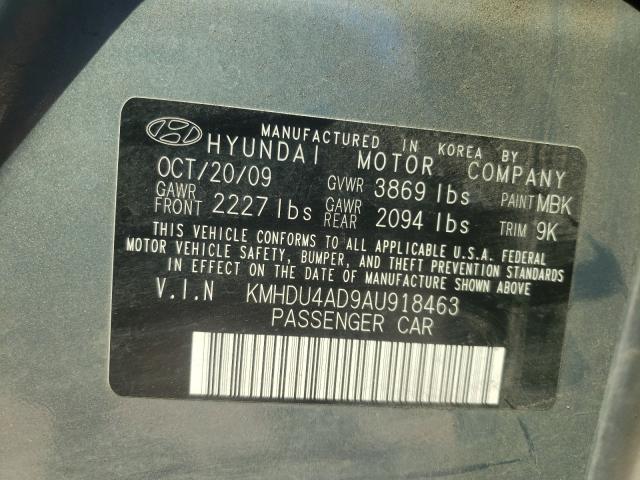 MANUFACTURED IN KOREA BY
HYUNDAI MOTOR COMPANY
OCT/20/09 GVWR 3869 lbs PAINT MBK
GAWR FRONT 2227 lbs GAWR REAR 2094 lbs TRIM 9K
THIS VEHICLE CONFORMS TO ALL APPLICABLE U.S.A. FEDERAL
MOTOR VEHICLE SAFETY, BUMPER, AND THEFT PREVENTION STANDARDS
IN EFFECT ON THE DATE OF MANUFACTURE SHOWN ABOVE.
V.I.N KMHDU4AD9AU918463
PASSENGER CAR